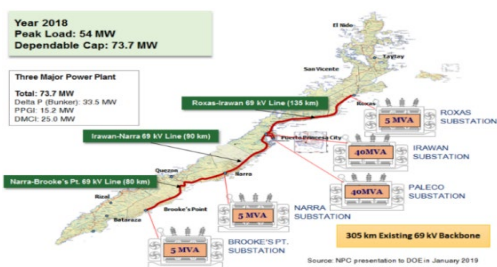 Year 2018
Peak Load: 54 MW
Dependable Cap: 73.7 MW
Three Major Power Plant
Total: 73.7 MW
Delta P (Bunker): 33.5 MW
PPGI: 15.2 MW
DMCI: 25.0 MW
El Nido
Taytay
San Vicente
Roxas
Roxas-Irawan 69 kV Line (135 km)
5 MVA
ROXAS
SUBSTATION
Irawan-Narra 69 kV Line (90 km)
Puerto Princesa City
40MVA
IRAWAN
SUBSTATION
Narra-Brooke's Pt. 69 kV Line (80 km)
Quezon
Narra
40MVA
PALECO
SUBSTATION
Rizal
Brooke's Point
Bataraza
5 MVA
NARRA
SUBSTATION
5 MVA
BROOKE'S PT.
SUBSTATION
305 km Existing 69 kV Backbone
Source: NPC presentation to DOE in January 2019